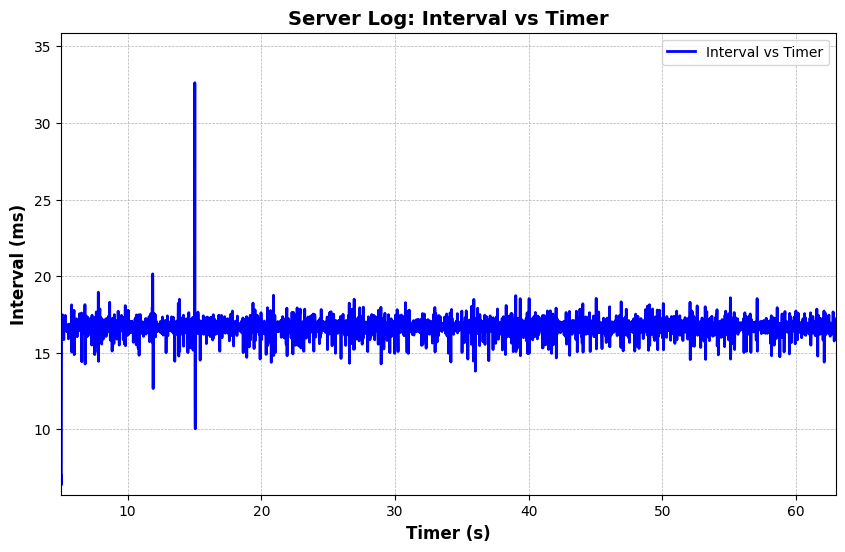 Server Log: Interval vs Timer
Interval vs Timer
Interval (ms)
35
30
25
20
15
10
10 20 30 40 50 60
Timer (s)